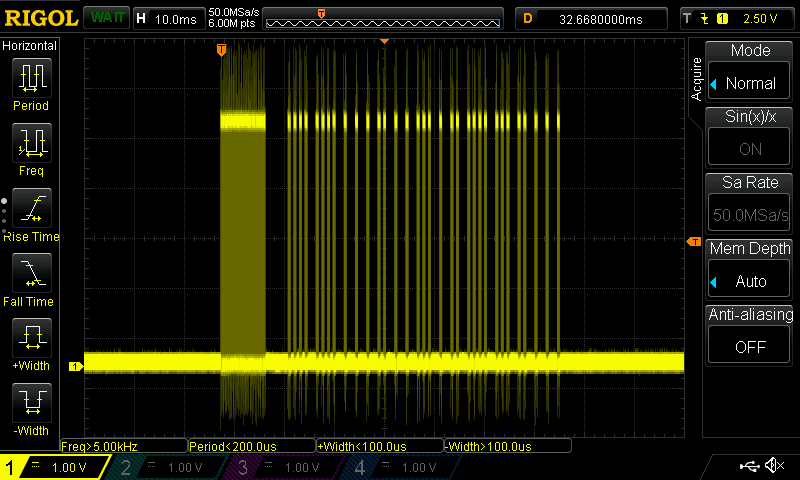 RIGOL WAIT H 10.0ms 50.0MSa/s 6.00M pts T D 32.6680000ms T 1 2.50 V
Horizontal
Period
Freq
Rise Time
Fall Time
+Width
-Width
T
T
1
Acquire
Mode
Normal
Sin(x)/x
ON
Sa Rate
50.0MSa/s
Mem Depth
Auto
Anti-aliasing
OFF
Freq>5.00kHz Period<200.0us +Width<100.0us -Width>100.0us
1 1.00 V 2 1.00 V 3 1.00 V 4 1.00 V